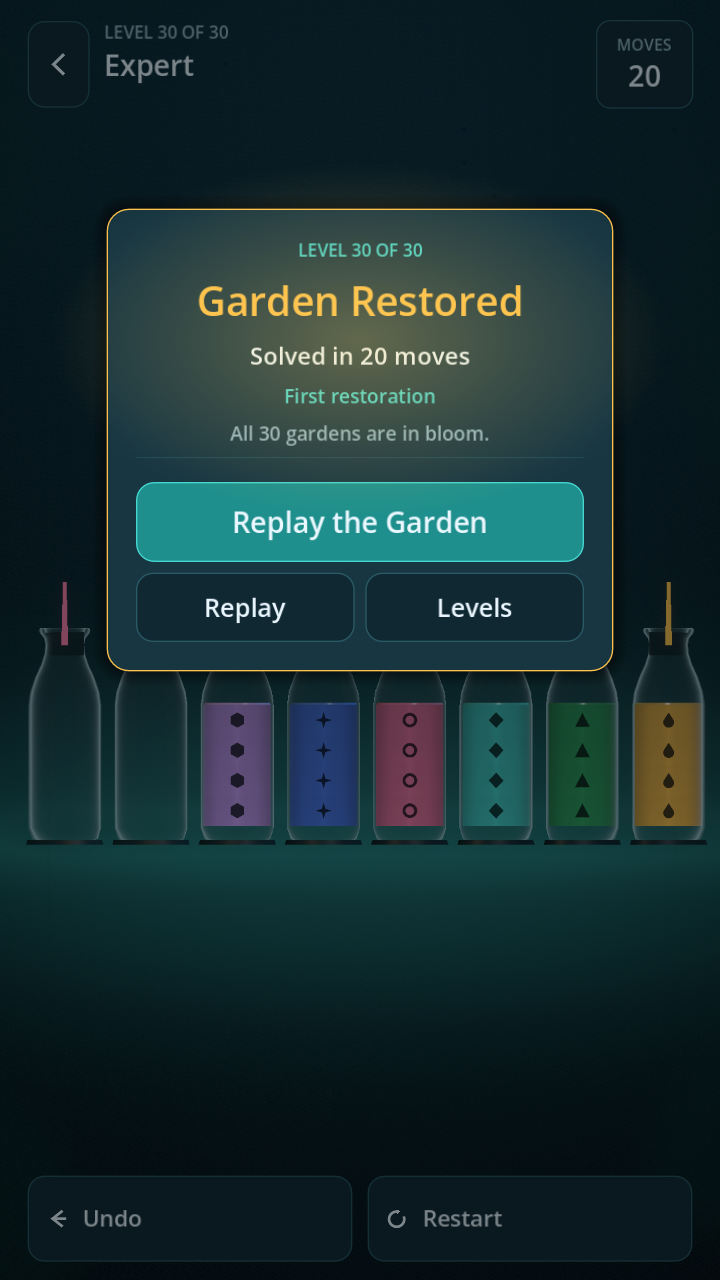 LEVEL 30 OF 30
Expert
MOVES
20
LEVEL 30 OF 30
Garden Restored
Solved in 20 moves
First restoration
All 30 gardens are in bloom.
Replay the Garden
Replay
Levels
Undo
Restart